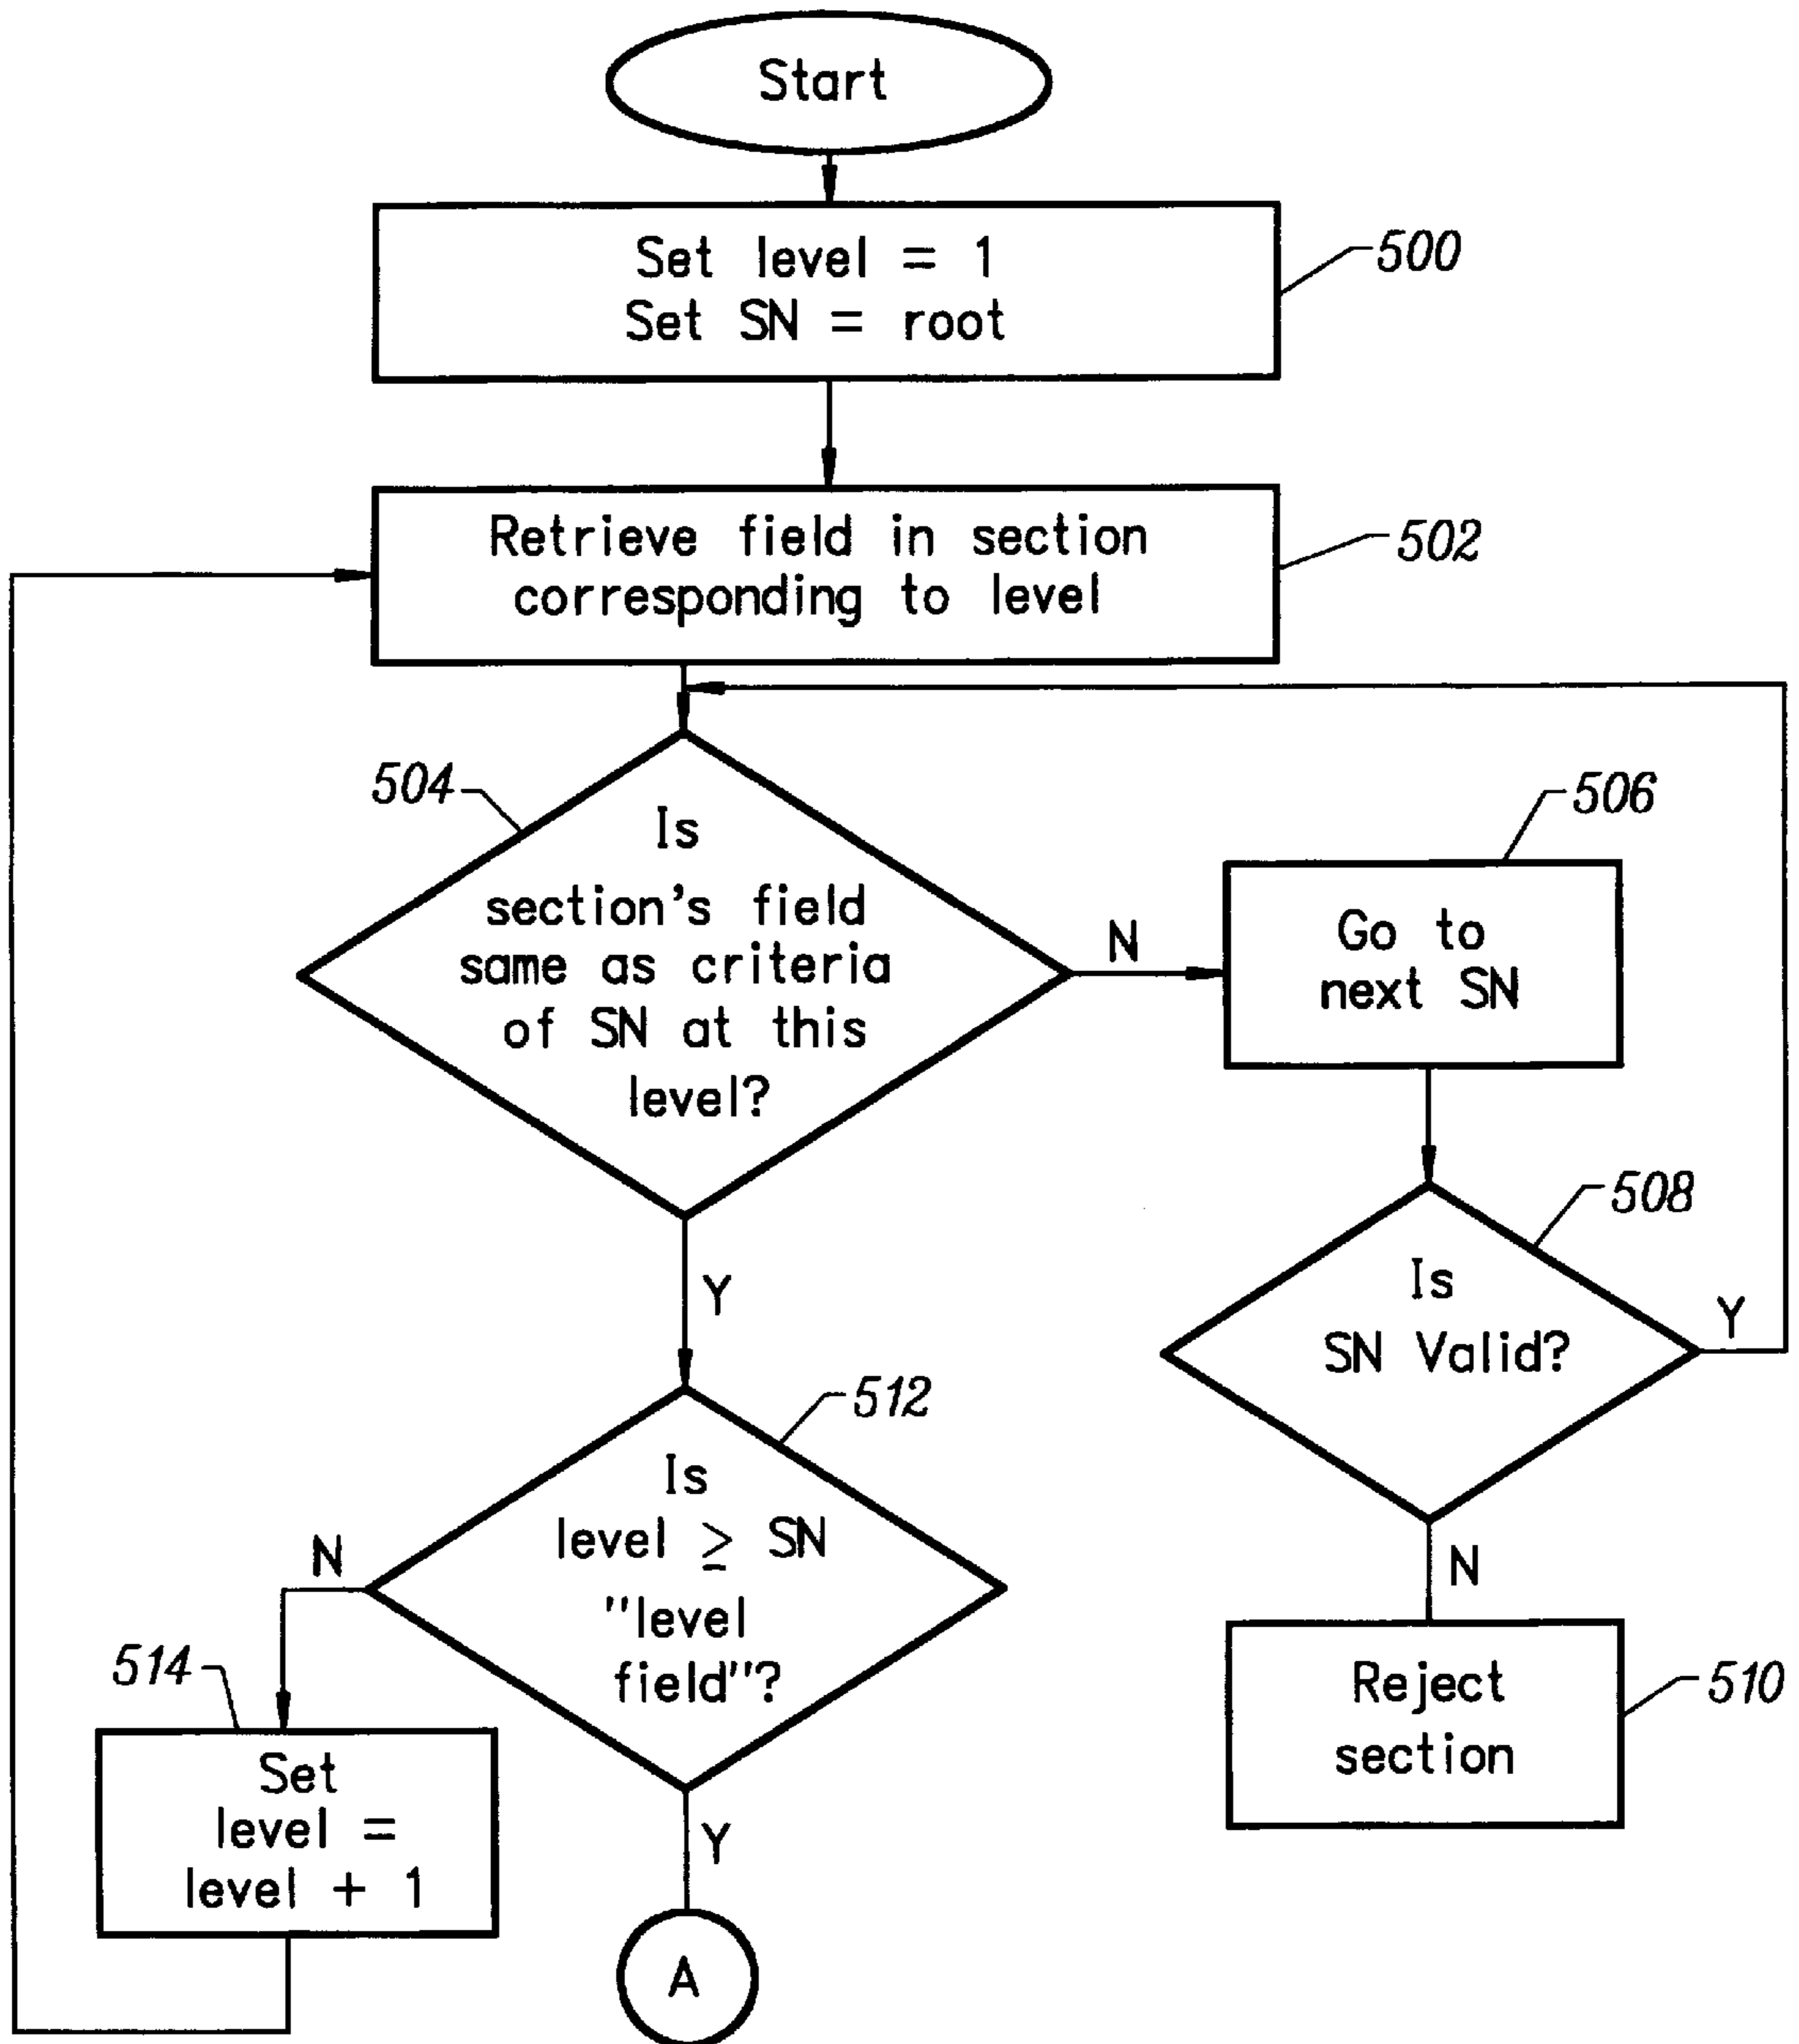 Start
Set level = 1
Set SN = root
500
Retrieve field in section
corresponding to level
502
504
Is
section's field
same as criteria
of SN at this
level?
N
506
Go to
next SN
508
Is
SN Valid?
Y
Y
512
Is
level ≥ SN
"level
field"?
N
N
514
Set
level =
level + 1
Reject
section
510
Y
A